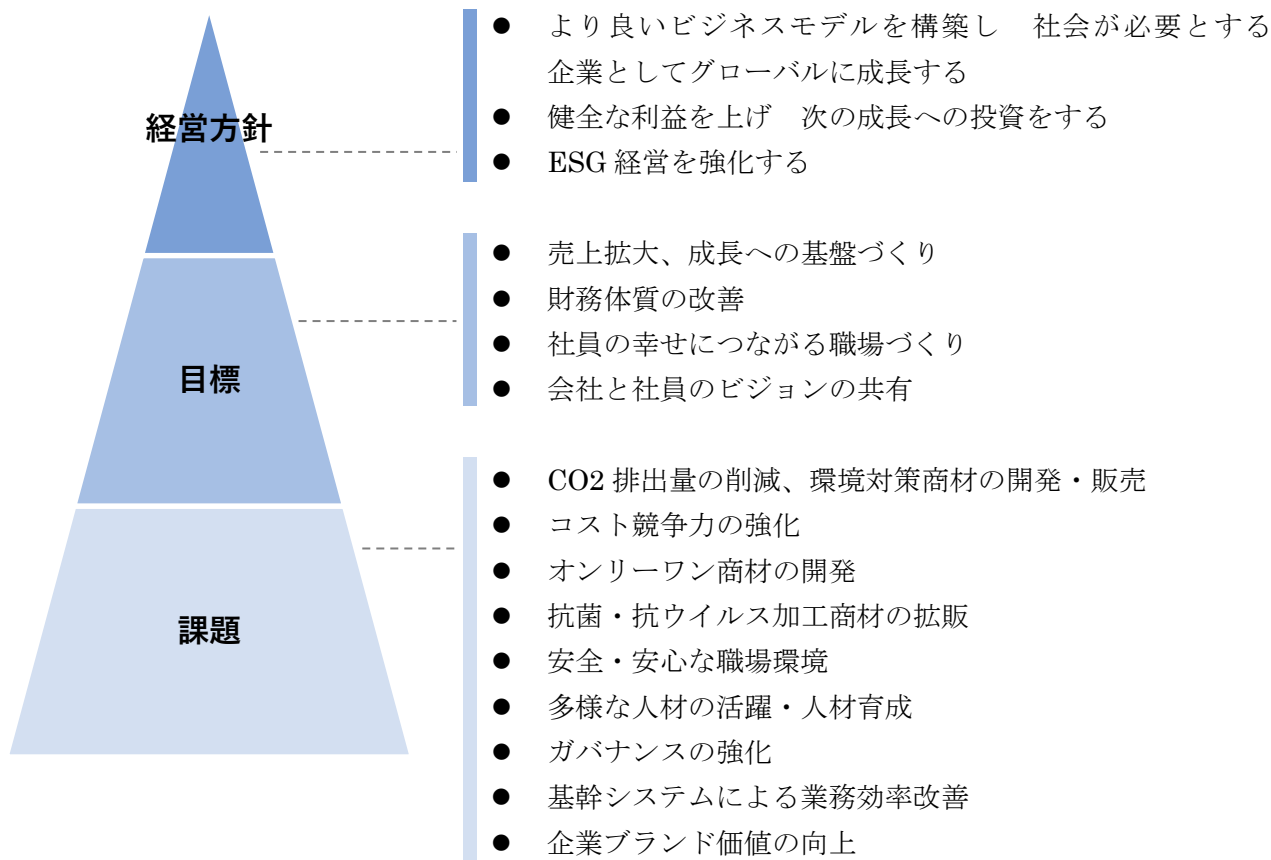 経営方針
● より良いビジネスモデルを構築し　社会が必要とする
企業としてグローバルに成長する
● 健全な利益を上げ　次の成長への投資をする
● ESG 経営を強化する
目標
● 売上拡大、成長への基盤づくり
● 財務体質の改善
● 社員の幸せにつながる職場づくり
● 会社と社員のビジョンの共有
課題
● CO2 排出量の削減、環境対策商材の開発・販売
● コスト競争力の強化
● オンリーワン商材の開発
● 抗菌・抗ウイルス加工商材の拡販
● 安全・安心な職場環境
● 多様な人材の活躍・人材育成
● ガバナンスの強化
● 基幹システムによる業務効率改善
● 企業ブランド価値の向上